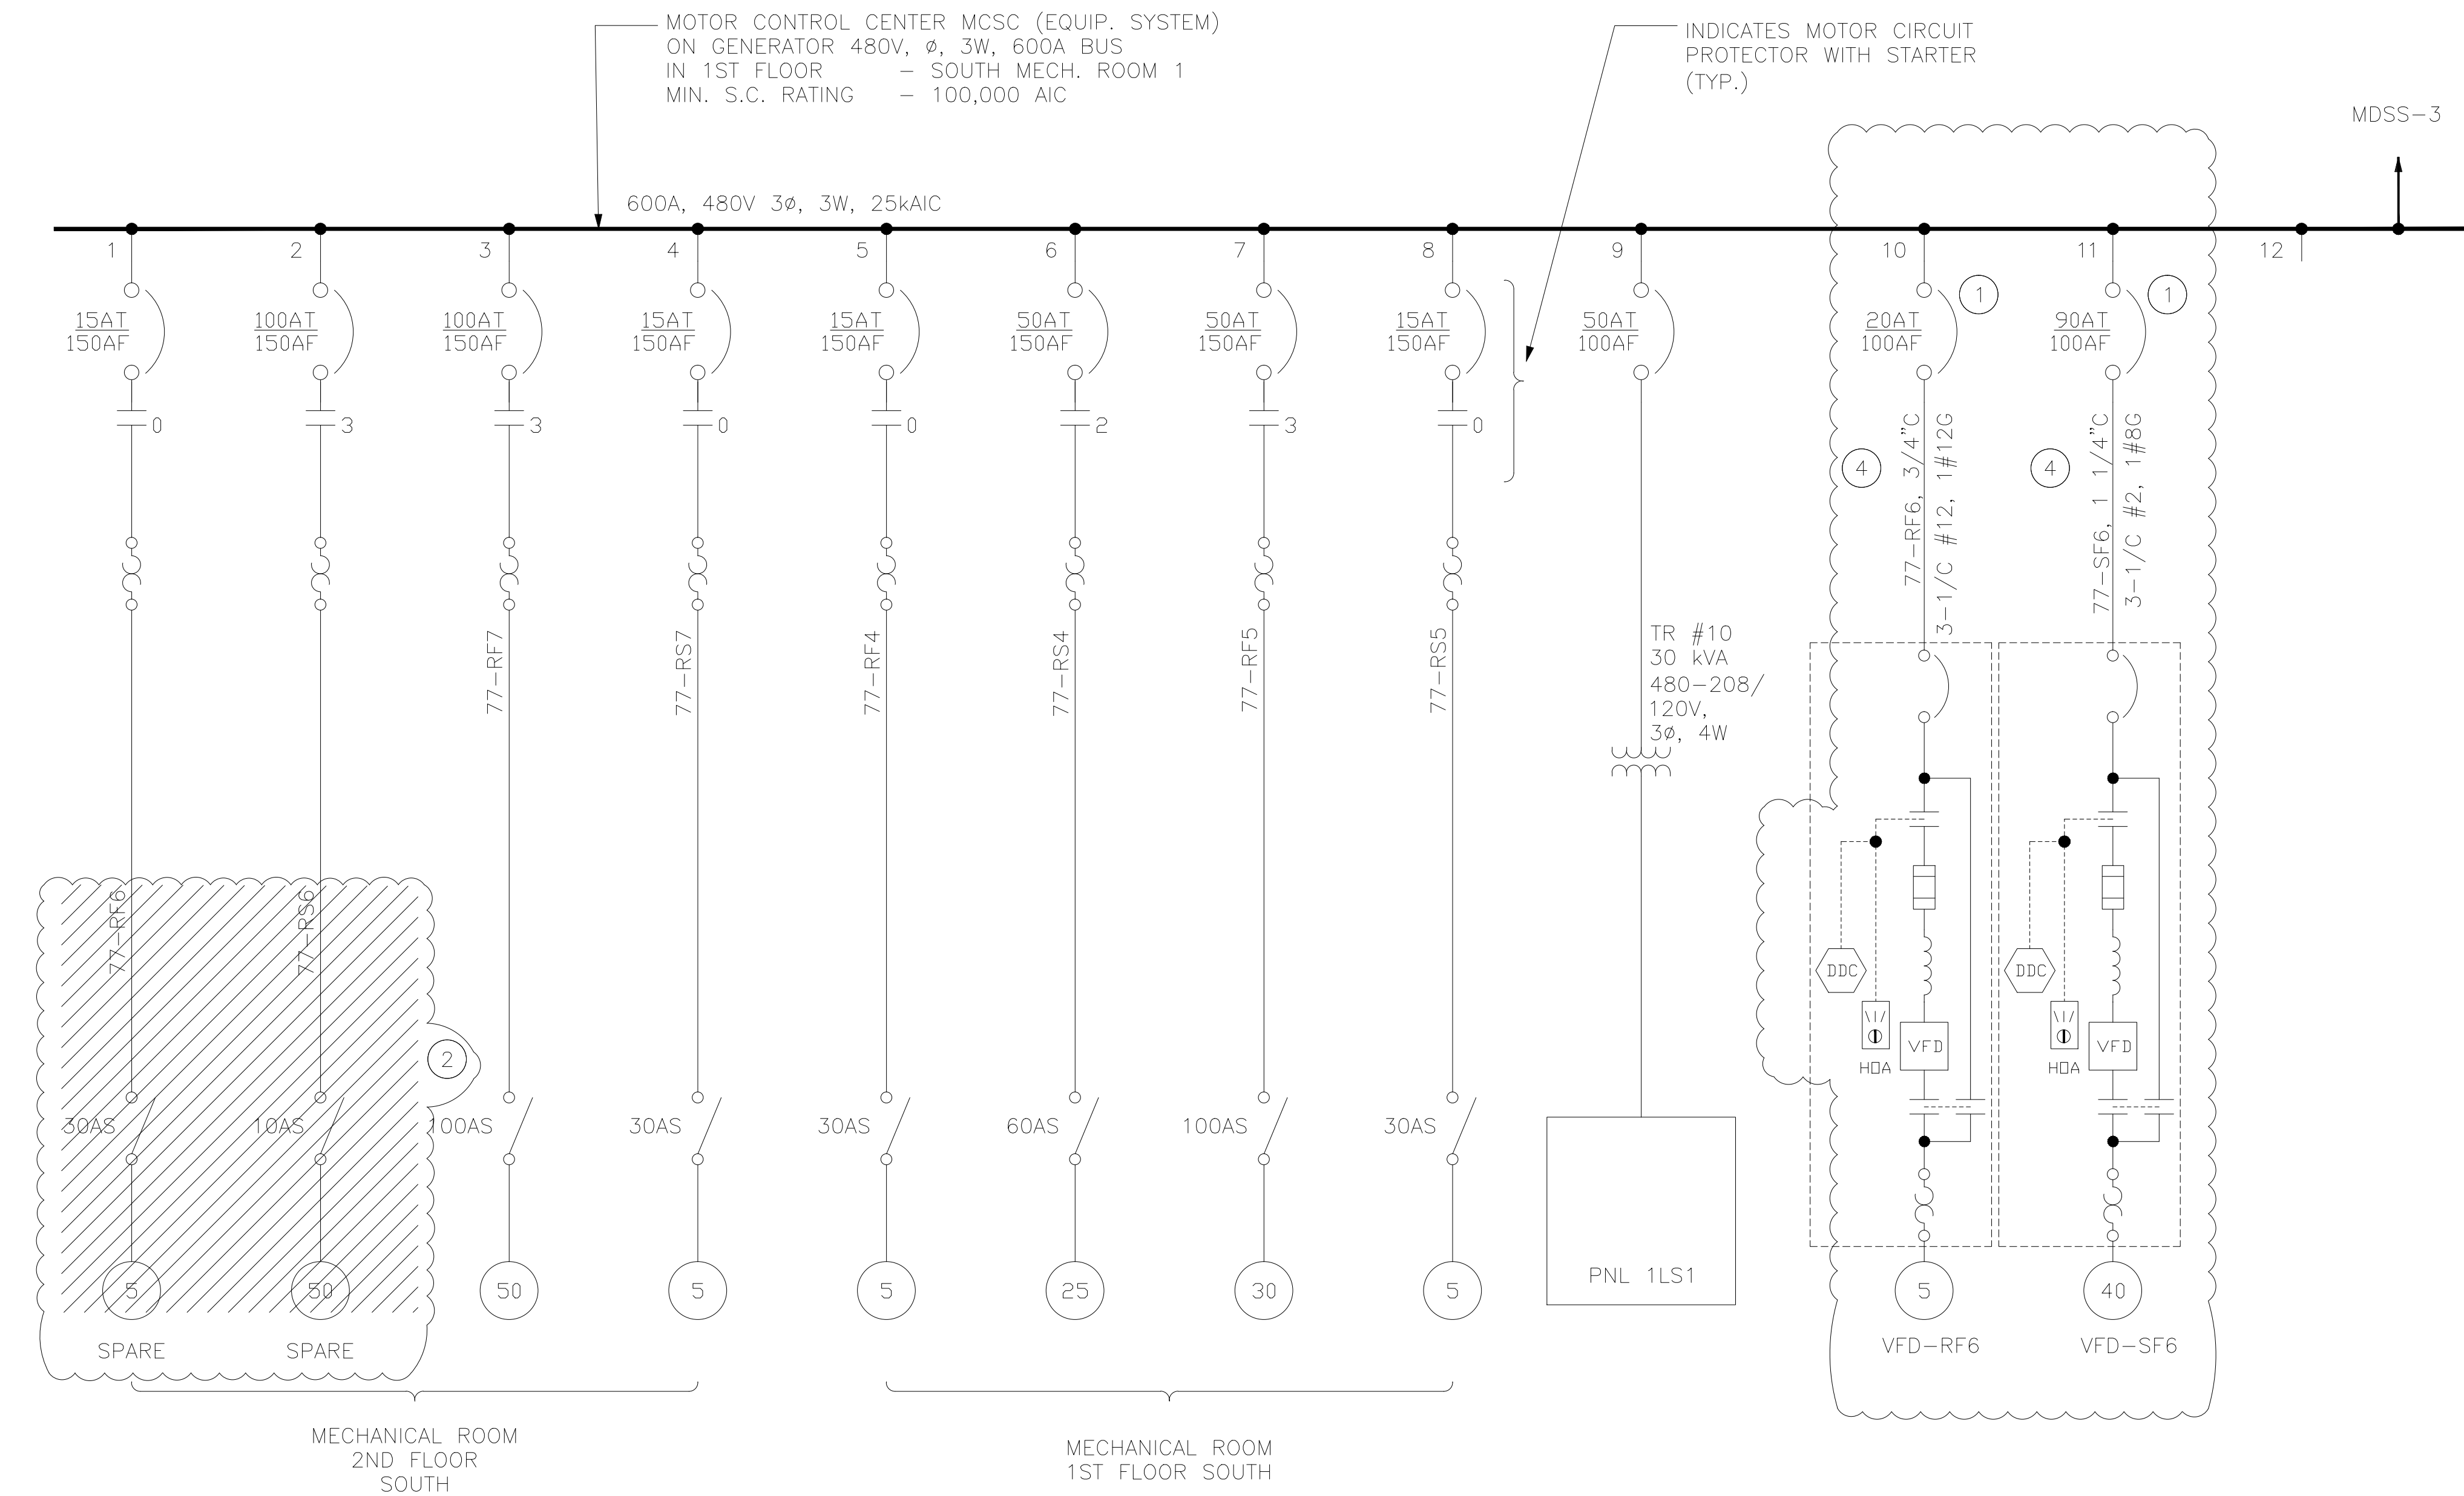 MOTOR CONTROL CENTER MCSC (EQUIP. SYSTEM)
ON GENERATOR 480V, ø, 3W, 600A BUS
IN 1ST FLOOR – SOUTH MECH. ROOM 1
MIN. S.C. RATING – 100,000 AIC
INDICATES MOTOR CIRCUIT
PROTECTOR WITH STARTER
(TYP.)
MDSS–3
600A, 480V 3ø, 3W, 25kAIC
1
2
3
4
5
6
7
8
9
10
11
12
1
1
15AT
150AF
100AT
150AF
100AT
150AF
15AT
150AF
15AT
150AF
50AT
150AF
50AT
150AF
15AT
150AF
50AT
100AF
20AT
100AF
90AT
100AF
0
3
3
0
0
2
3
0
4
77–RF6, 3/4"C
3–1/C #12, 1#12G
4
77–SF6, 1 1/4"C
3–1/C #2, 1#8G
77–RF7
77–RS7
77–RF4
77–RS4
77–RF5
77–RS5
TR #10
30 kVA
480–208/
120V,
3ø, 4W
77–RF6
77–RS6
DDC
DDC
HOA
VFD
HOA
VFD
2
30AS
10AS
100AS
30AS
30AS
60AS
100AS
30AS
PNL 1LS1
5
50
50
5
5
25
30
5
5
40
SPARE
SPARE
VFD–RF6
VFD–SF6
MECHANICAL ROOM
2ND FLOOR
SOUTH
MECHANICAL ROOM
1ST FLOOR SOUTH